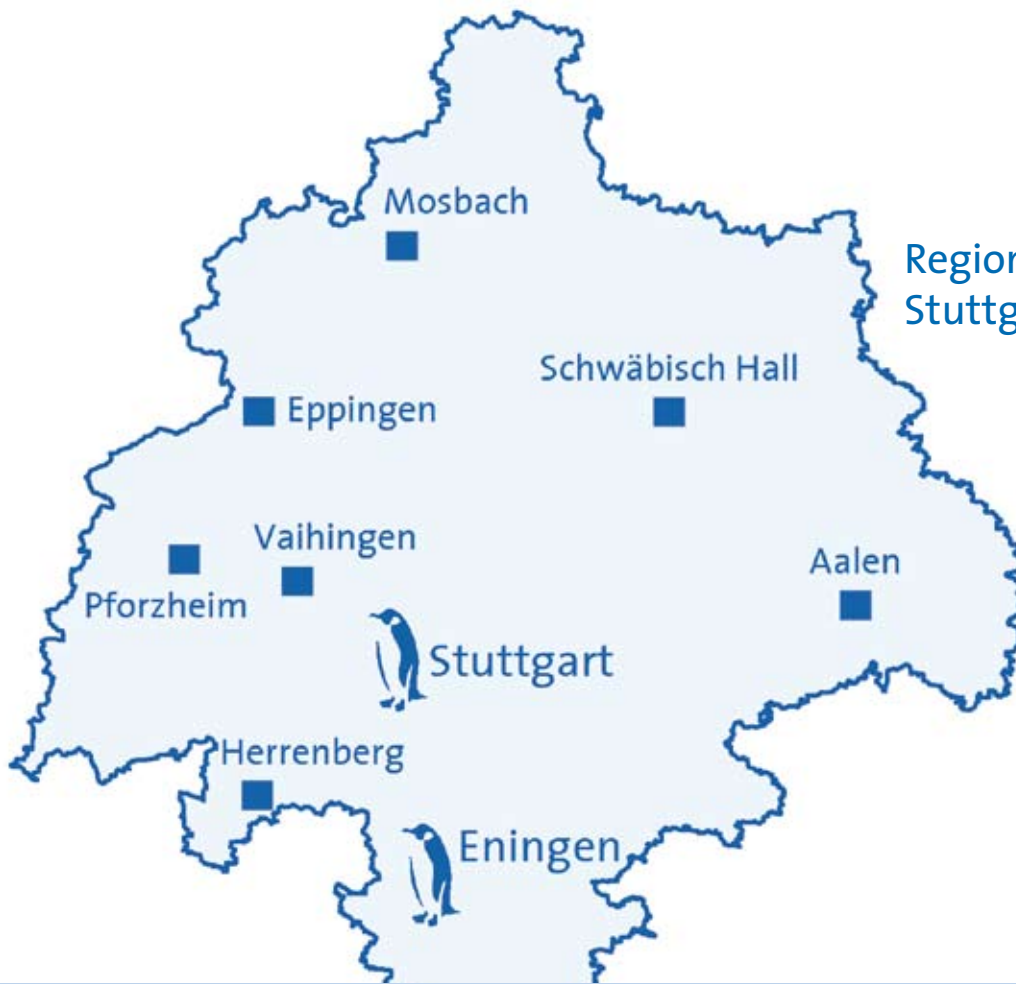 Mosbach
Schwäbisch Hall
Eppingen
Vaihingen
Aalen
Pforzheim
Stuttgart
Herrenberg
Eningen